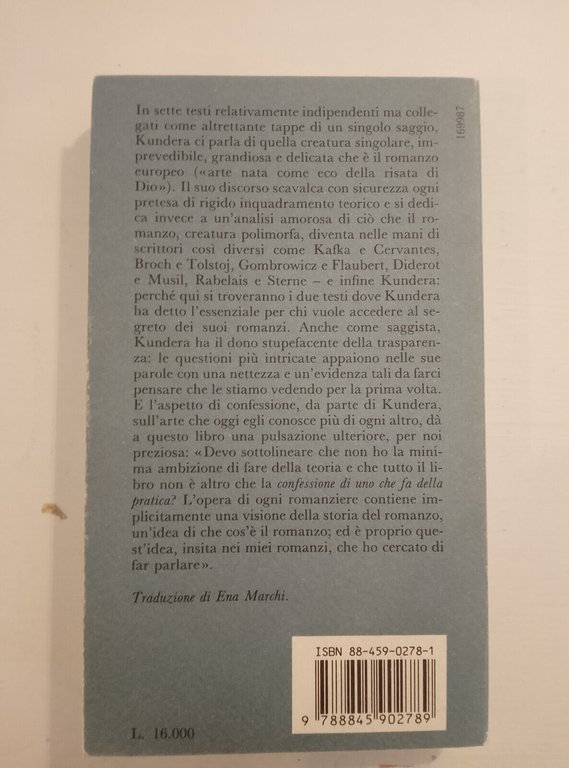 In sette testi relativamente indipendenti ma colle-
gati come altrettante tappe di un singolo saggio,
Kundera ci parla di quella creatura singolare, im-
prevedibile, grandiosa e delicata che è il romanzo
europeo («arte nata come eco della risata di
Dio»). Il suo discorso scavalca con sicurezza ogni
pretesa di rigido inquadramento teorico e si dedi-
ca invece a un'analisi amorosa di ciò che il ro-
manzo, creatura polimorfa, diventa nelle mani di
scrittori così diversi come Kafka e Cervantes,
Broch e Tolstoj, Gombrowicz e Flaubert, Diderot
e Musil, Rabelais e Sterne – e infine Kundera:
perché qui si troveranno i due testi dove Kundera
ha detto l'essenziale per chi vuole accedere al se-
greto dei suoi romanzi. Anche come saggista,
Kundera ha il dono stupefacente della trasparen-
za: le questioni più intricate appaiono nelle sue
parole con una nettezza e un'evidenza tali da farci
pensare che le stiamo vedendo per la prima volta.
E l'aspetto di confessione, da parte di Kundera,
sull'arte che oggi egli conosce più di ogni altro, dà
a questo libro una pulsazione ulteriore, per noi
preziosa: «Devo sottolineare che non ho la mini-
ma ambizione di fare della teoria e che tutto il li-
bro non è altro che la confessione di uno che fa della
pratica? L'opera di ogni romanziere contiene im-
plicitamente una visione della storia del romanzo,
un'idea di che cos'è il romanzo; ed è proprio que-
st'idea, insita nei miei romanzi, che ho cercato di
far parlare».
Traduzione di Ena Marchi.
169987
ISBN 88-459-0278-1
9 788845 902789
L. 16.000